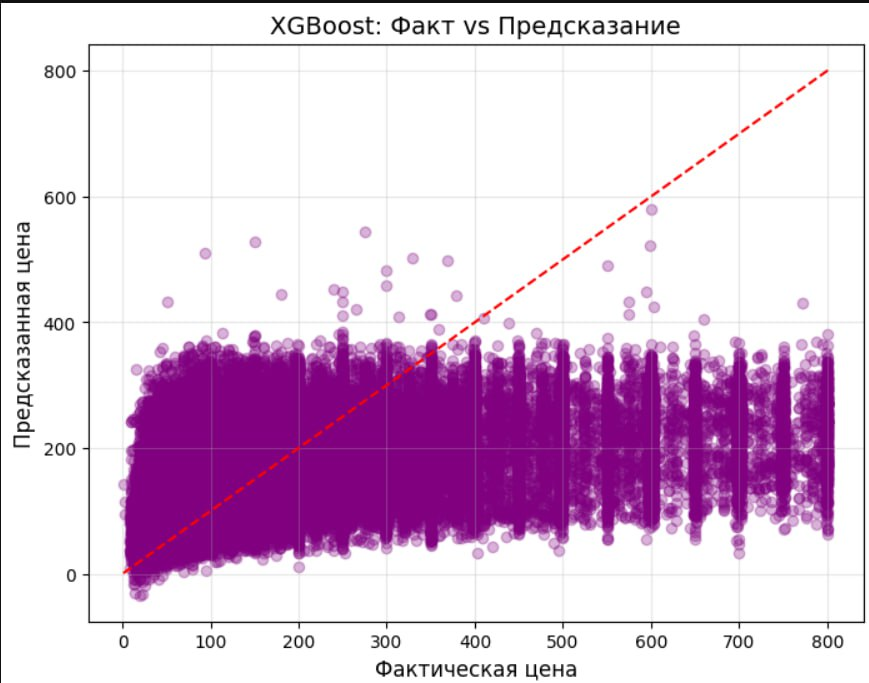 XGBoost: Факт vs Предсказание
800
600
400
200
0
Предсказанная цена
0 100 200 300 400 500 600 700 800
Фактическая цена